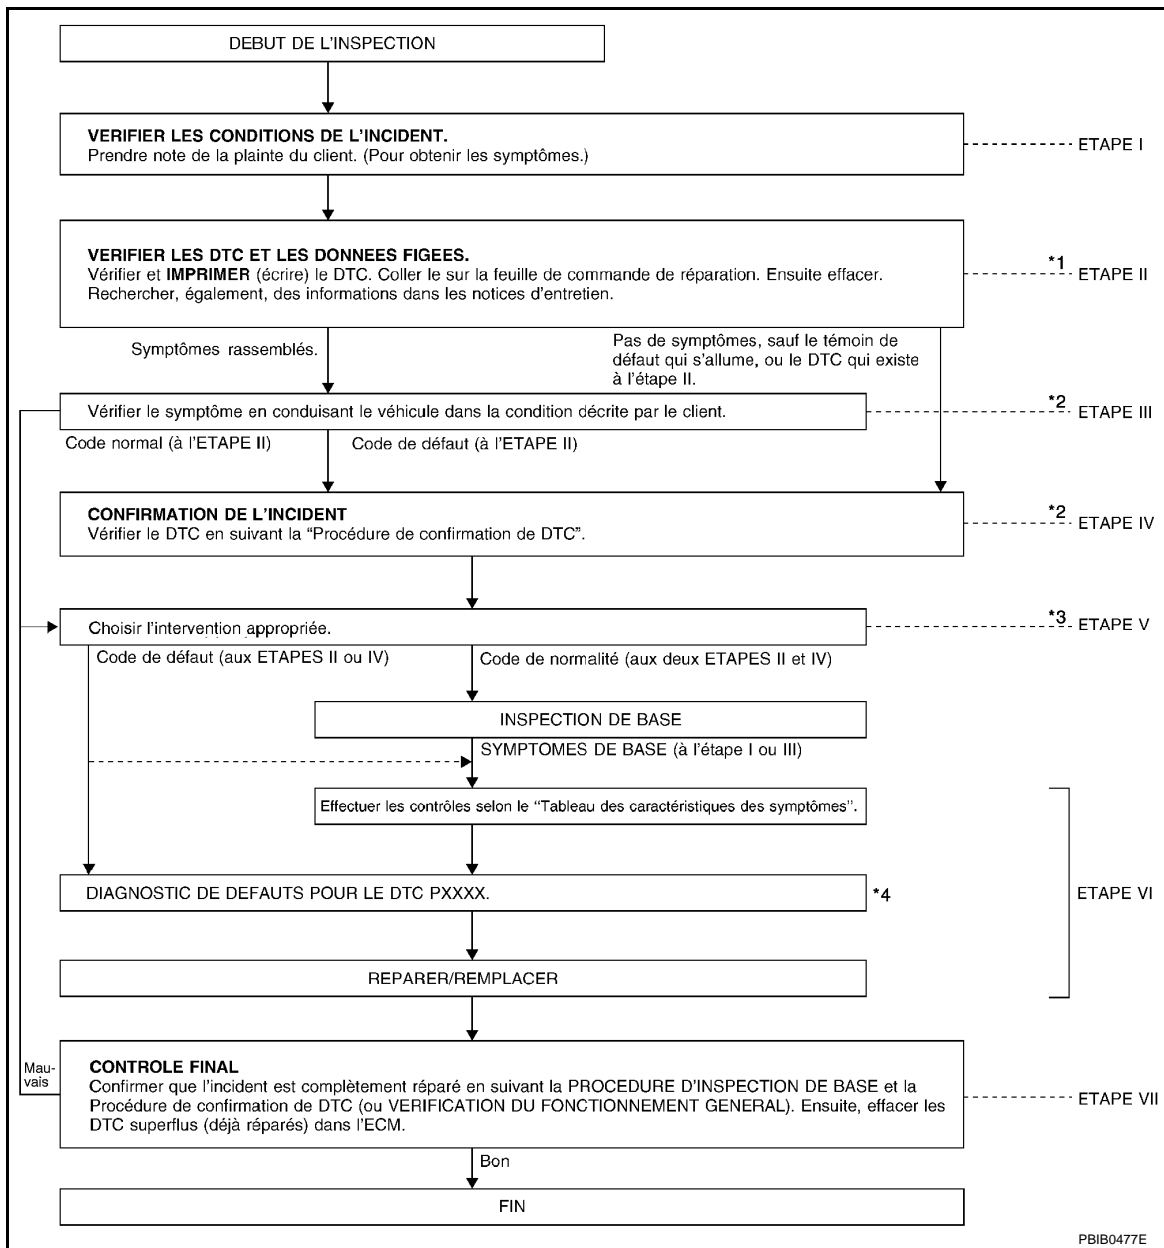 DEBUT DE L'INSPECTION
VERIFIER LES CONDITIONS DE L'INCIDENT.
Prendre note de la plainte du client. (Pour obtenir les symptômes.)
ETAPE I
VERIFIER LES DTC ET LES DONNEES FIGEES.
Vérifier et IMPRIMER (écrire) le DTC. Coller le sur la feuille de commande de réparation. Ensuite effacer.
Rechercher, également, des informations dans les notices d'entretien.
*1
ETAPE II
Symptômes rassemblés.
Pas de symptômes, sauf le témoin de
défaut qui s'allume, ou le DTC qui existe
à l'étape II.
Vérifier le symptôme en conduisant le véhicule dans la condition décrite par le client.
*2
ETAPE III
Code normal (à l'ETAPE II)
Code de défaut (à l'ETAPE II)
CONFIRMATION DE L'INCIDENT
Vérifier le DTC en suivant la “Procédure de confirmation de DTC”.
*2
ETAPE IV
Choisir l'intervention appropriée.
*3
ETAPE V
Code de défaut (aux ETAPES II ou IV)
Code de normalité (aux deux ETAPES II et IV)
INSPECTION DE BASE
SYMPTOMES DE BASE (à l'étape I ou III)
Effectuer les contrôles selon le “Tableau des caractéristiques des symptômes”.
DIAGNOSTIC DE DEFAUTS POUR LE DTC PXXXX.
*4
ETAPE VI
REPARER/REMPLACER
Mau-
vais
CONTROLE FINAL
Confirmer que l'incident est complètement réparé en suivant la PROCEDURE D'INSPECTION DE BASE et la
Procédure de confirmation de DTC (ou VERIFICATION DU FONCTIONNEMENT GENERAL). Ensuite, effacer les
DTC superflus (déjà réparés) dans l'ECM.
ETAPE VII
Bon
FIN
PBIB0477E